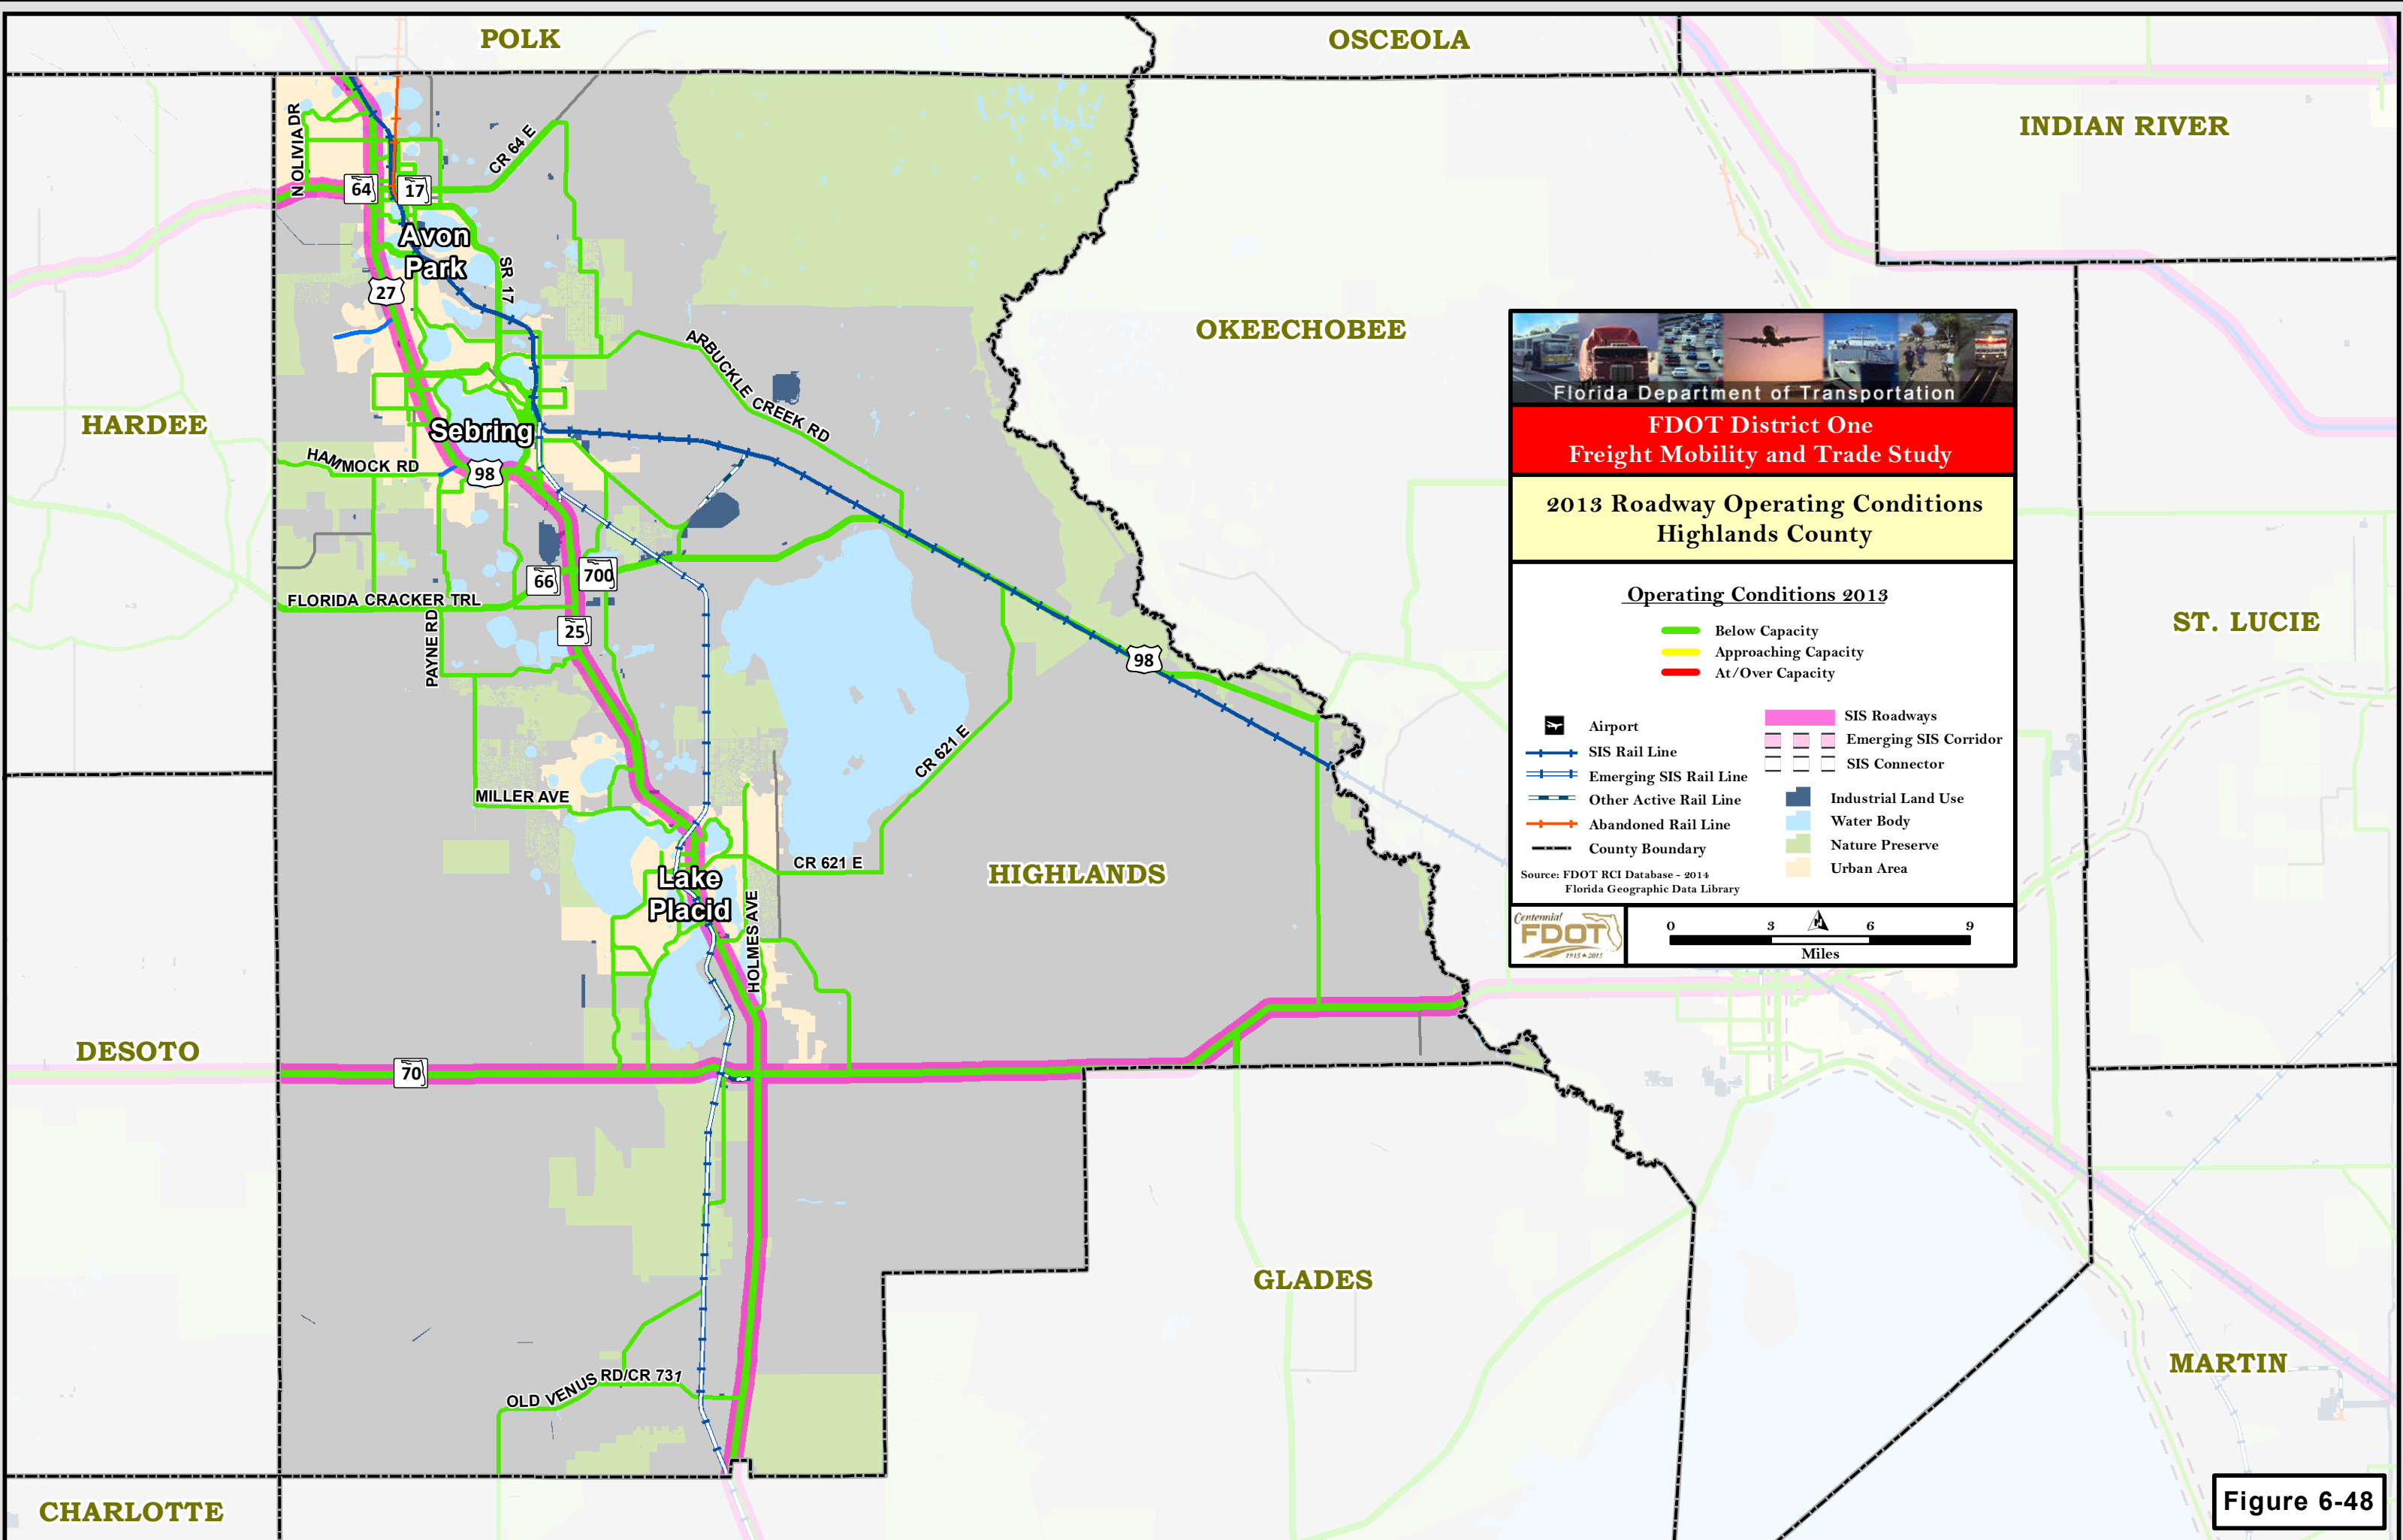 POLK
OSCEOLA
INDIAN RIVER
N OLIVIA DR
CR 64 E
64
17
Avon
Park
SR 17
27
OKEECHOBEE
ARBUCKLE CREEK RD
HARDEE
Sebring
HAMMOCK RD
98
66
700
FLORIDA CRACKER TRL
PAYNE RD
25
98
ST. LUCIE
CR 621 E
MILLER AVE
CR 621 E
HIGHLANDS
Lake
Placid
HOLMES AVE
DESOTO
70
GLADES
OLD VENUS RD/CR 731
MARTIN
CHARLOTTE
Florida Department of Transportation
FDOT District One
Freight Mobility and Trade Study
2013 Roadway Operating Conditions
Highlands County
Operating Conditions 2013
Below Capacity
Approaching Capacity
At/Over Capacity
Airport
SIS Rail Line
Emerging SIS Rail Line
Other Active Rail Line
Abandoned Rail Line
County Boundary
SIS Roadways
Emerging SIS Corridor
SIS Connector
Industrial Land Use
Water Body
Nature Preserve
Urban Area
Source: FDOT RCI Database - 2014
Florida Geographic Data Library
Centennial
FDOT
1915★2015
N
0 3 6 9
Miles
Figure 6-48